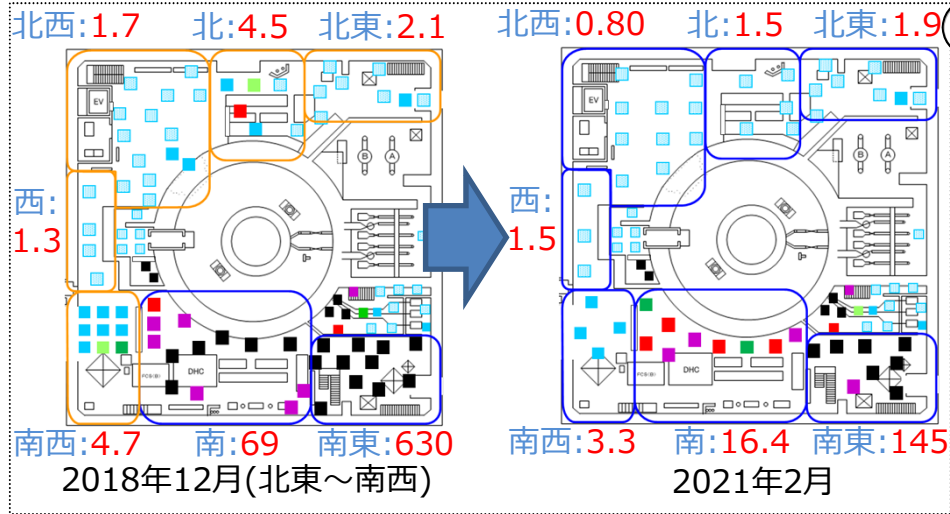 北西:1.7 北:4.5 北東:2.1
EV
B A
西:
1.3
PCS(B) DHC
南西:4.7 南:69 南東:630
2018年12月(北東～南西)
北西:0.80 北:1.5 北東:1.9
EV
B A
西:
1.5
DHC
南西:3.3 南:16.4 南東:145
2021年2月